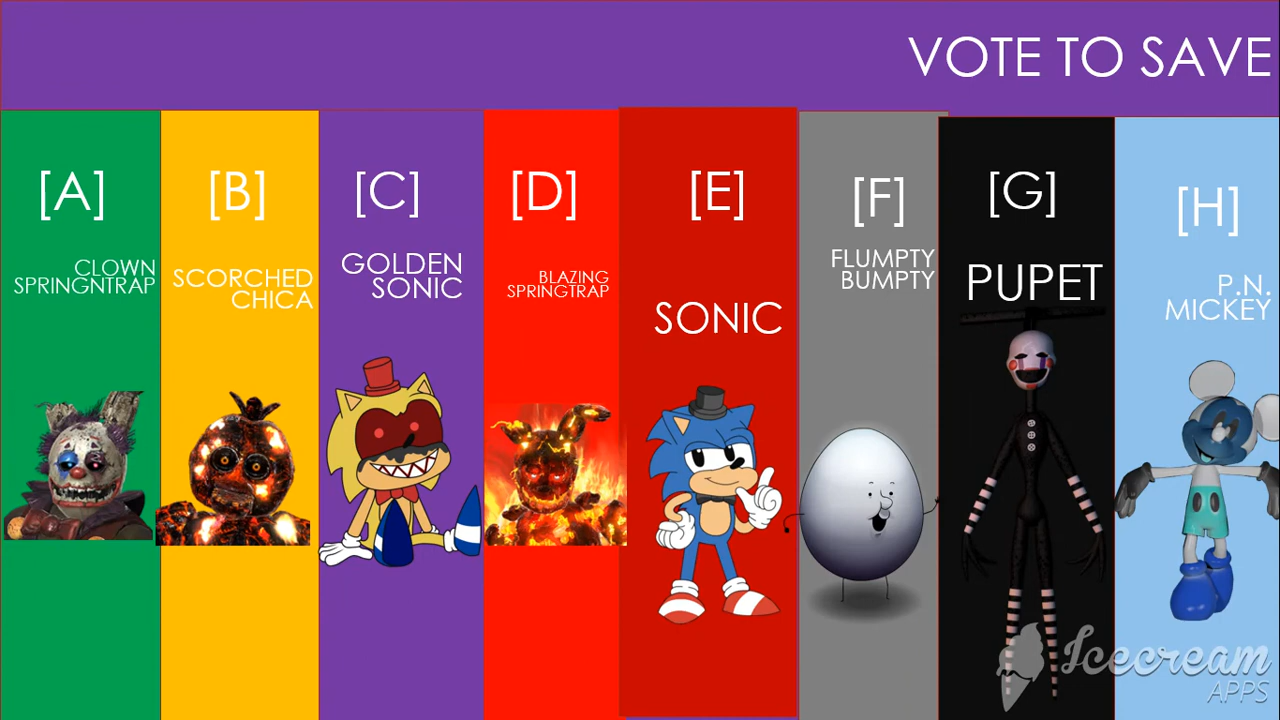 VOTE TO SAVE
[A]
CLOWN
SPRINGNTRAP
[B]
SCORCHED
CHICA
[C]
GOLDEN
SONIC
[D]
BLAZING
SPRINGTRAP
[E]
SONIC
[F]
FLUMPTY
BUMPTY
[G]
PUPET
[H]
P.N.
MICKEY
Icecream
APPS